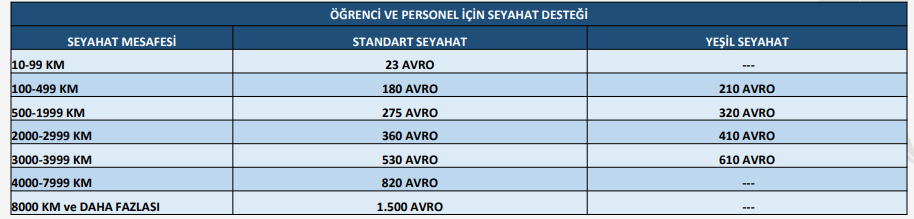 ÖĞRENCİ VE PERSONEL İÇİN SEYAHAT DESTEĞİ
SEYAHAT MESAFESİ STANDART SEYAHAT YEŞİL SEYAHAT
10-99 KM 23 AVRO ---
100-499 KM 180 AVRO 210 AVRO
500-1999 KM 275 AVRO 320 AVRO
2000-2999 KM 360 AVRO 410 AVRO
3000-3999 KM 530 AVRO 610 AVRO
4000-7999 KM 820 AVRO ---
8000 KM ve DAHA FAZLASI 1.500 AVRO ---